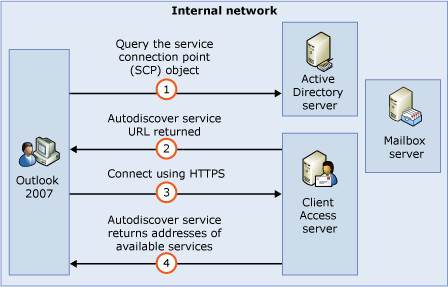 Internal network
Query the service
connection point
(SCP) object
1
Active
Directory
server
Autodiscover service
URL returned
2
Mailbox
server
Outlook
2007
Connect using HTTPS
3
Client
Access
server
Autodiscover service
returns addresses of
available services
4